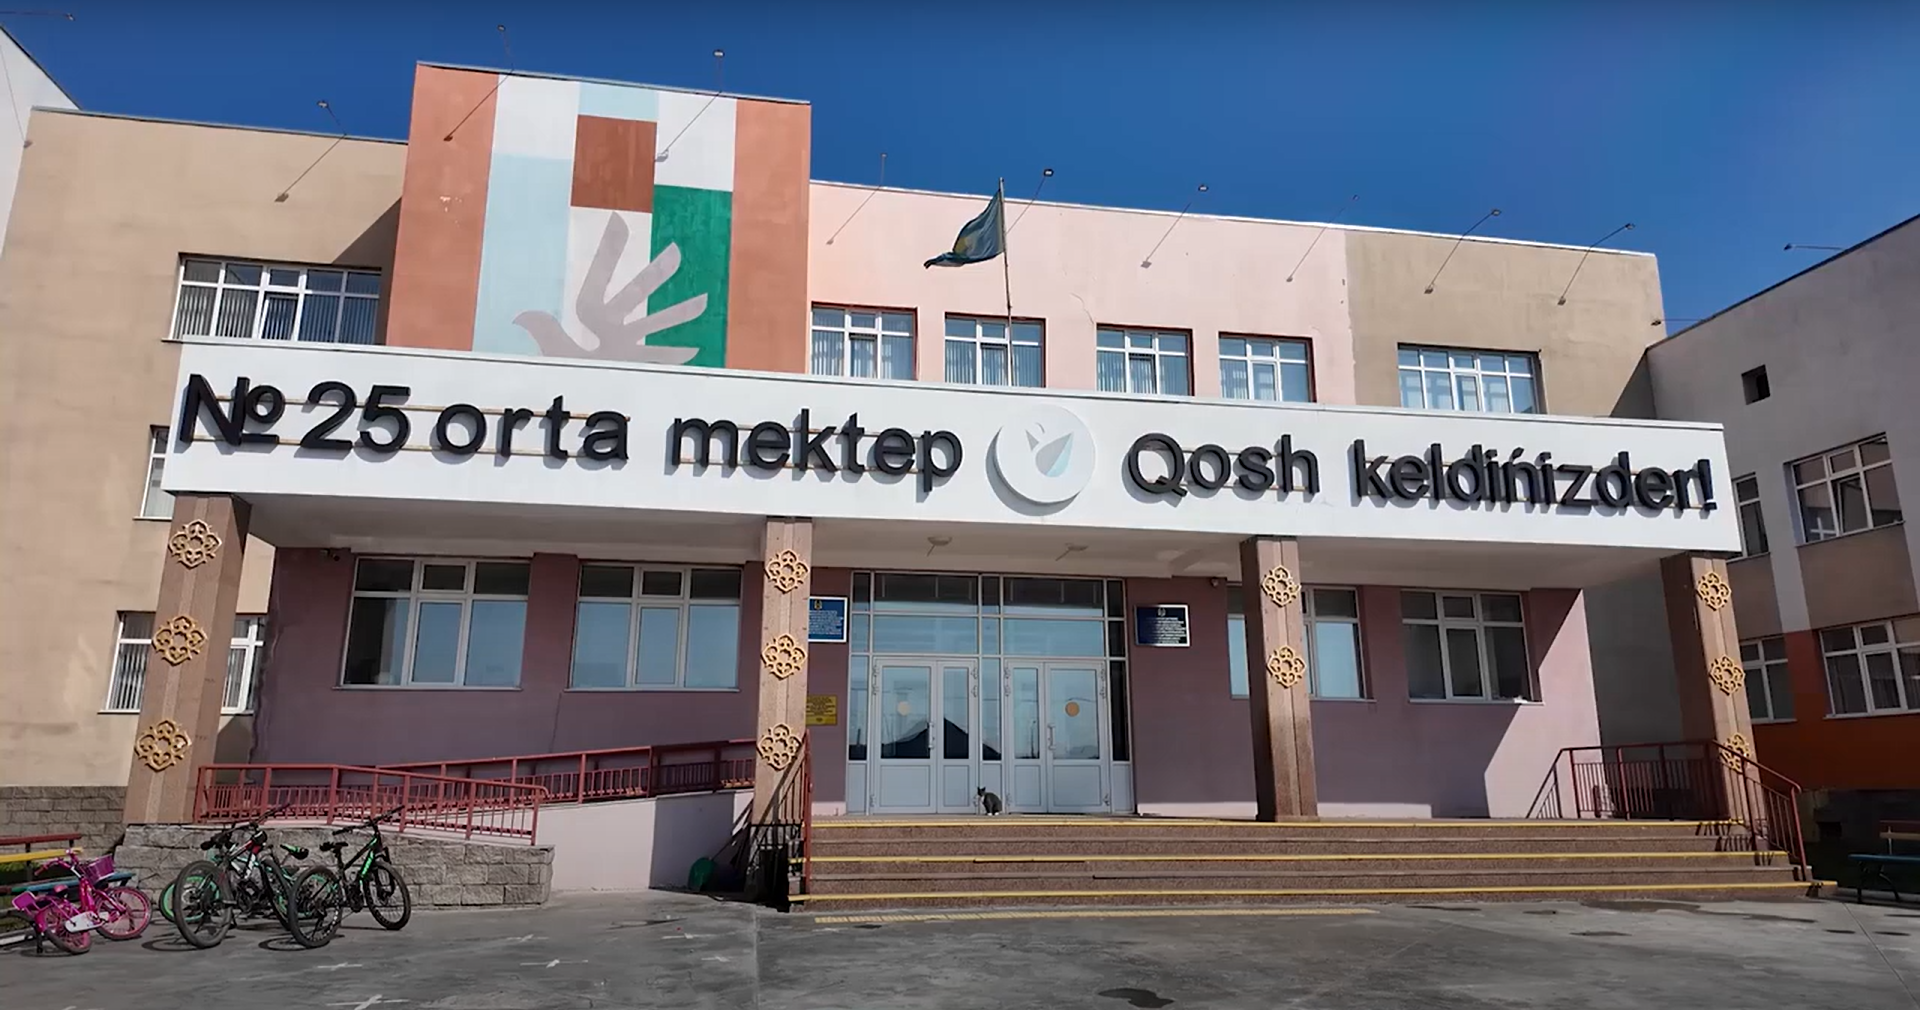 № 25 orta mektep Qosh keldińizder!